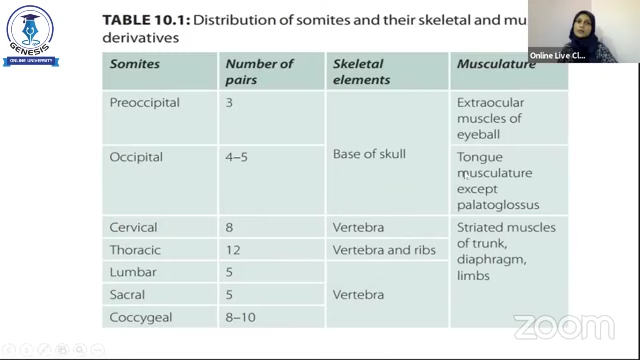 GENESIS
ONLINE UNIVERSITY
TABLE 10.1: Distribution of somites and their skeletal and mu
derivatives
Online Live Cl...
Somites Number of pairs Skeletal elements Musculature
Preoccipital 3 Base of skull Extraocular
muscles of
eyeball
Occipital 4–5 Tongue
musculature
except
palatoglossus
Cervical 8 Vertebra Striated muscles
of trunk,
diaphragm,
limbs
Thoracic 12 Vertebra and ribs
Lumbar 5 Vertebra
Sacral 5
Coccygeal 8–10
zoom